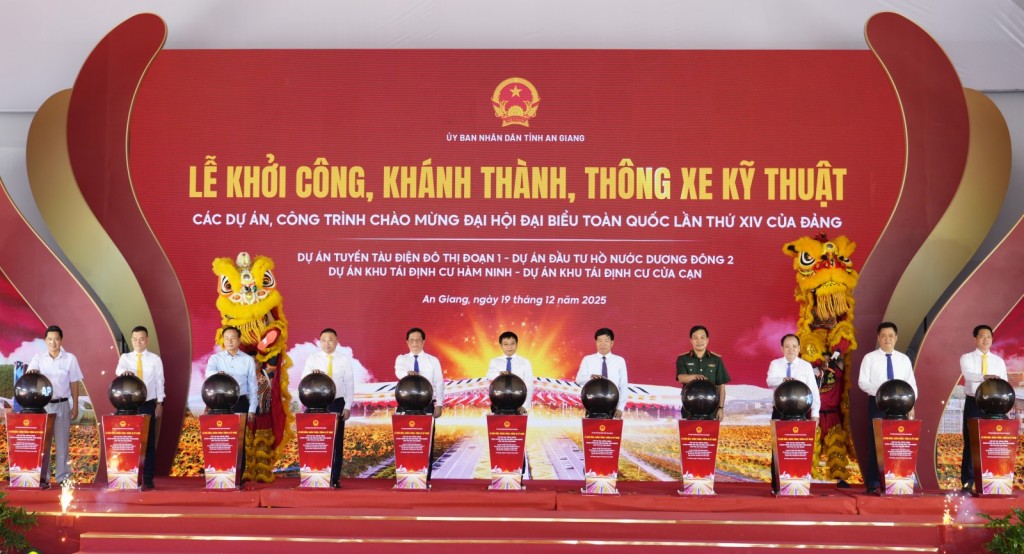 ỦY BAN NHÂN DÂN TỈNH AN GIANG
LỄ KHỞI CÔNG, KHÁNH THÀNH, THÔNG XE KỸ THUẬT
CÁC DỰ ÁN, CÔNG TRÌNH CHÀO MỪNG ĐẠI HỘI ĐẠI BIỂU TOÀN QUỐC LẦN THỨ XIV CỦA ĐẢNG
DỰ ÁN TUYẾN TÀU ĐIỆN ĐÔ THỊ ĐOẠN 1 - DỰ ÁN ĐẦU TƯ HỒ NƯỚC DƯƠNG ĐÔNG 2
DỰ ÁN KHU TÁI ĐỊNH CƯ HÀM NINH - DỰ ÁN KHU TÁI ĐỊNH CƯ CỬA CẠN
An Giang, ngày 19 tháng 12 năm 2025